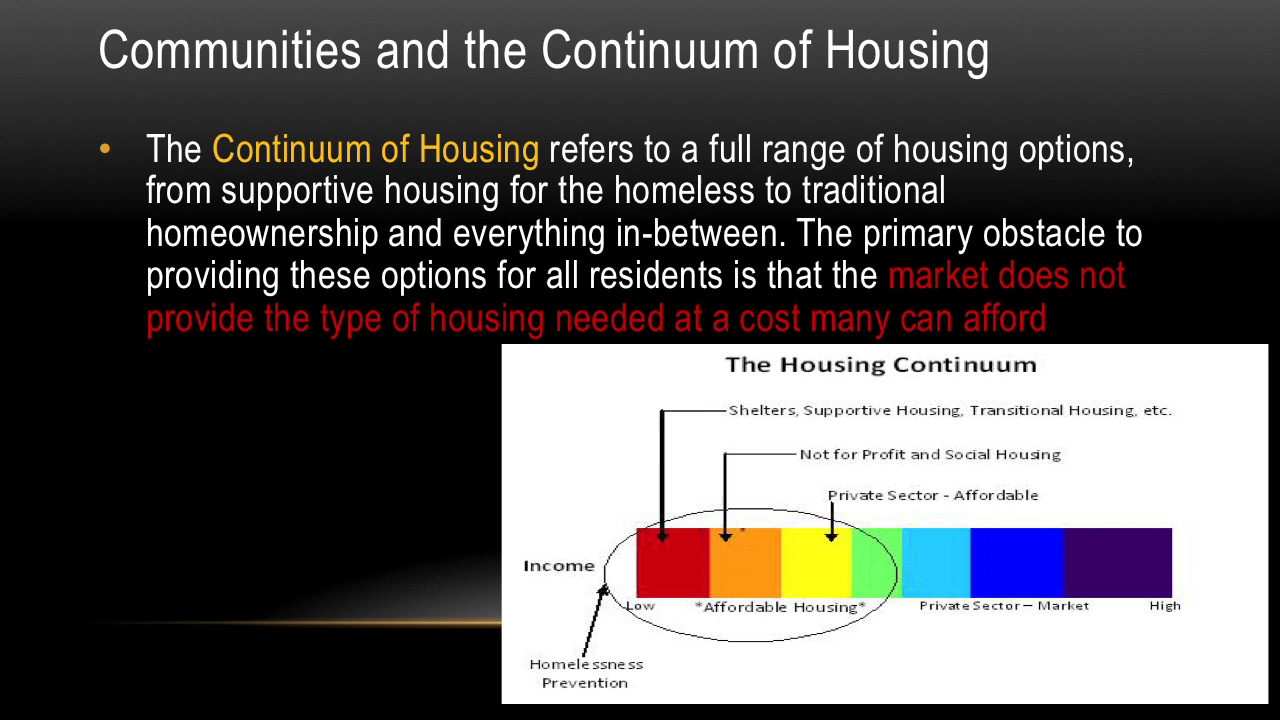 Communities and the Continuum of Housing
• The Continuum of Housing refers to a full range of housing options,
from supportive housing for the homeless to traditional
homeownership and everything in-between. The primary obstacle to
providing these options for all residents is that the market does not
provide the type of housing needed at a cost many can afford
The Housing Continuum
Shelters, Supportive Housing, Transitional Housing, etc.
Not for Profit and Social Housing
Private Sector - Affordable
Income
Low *Affordable Housing* Private Sector – Market High
Homelessness
Prevention